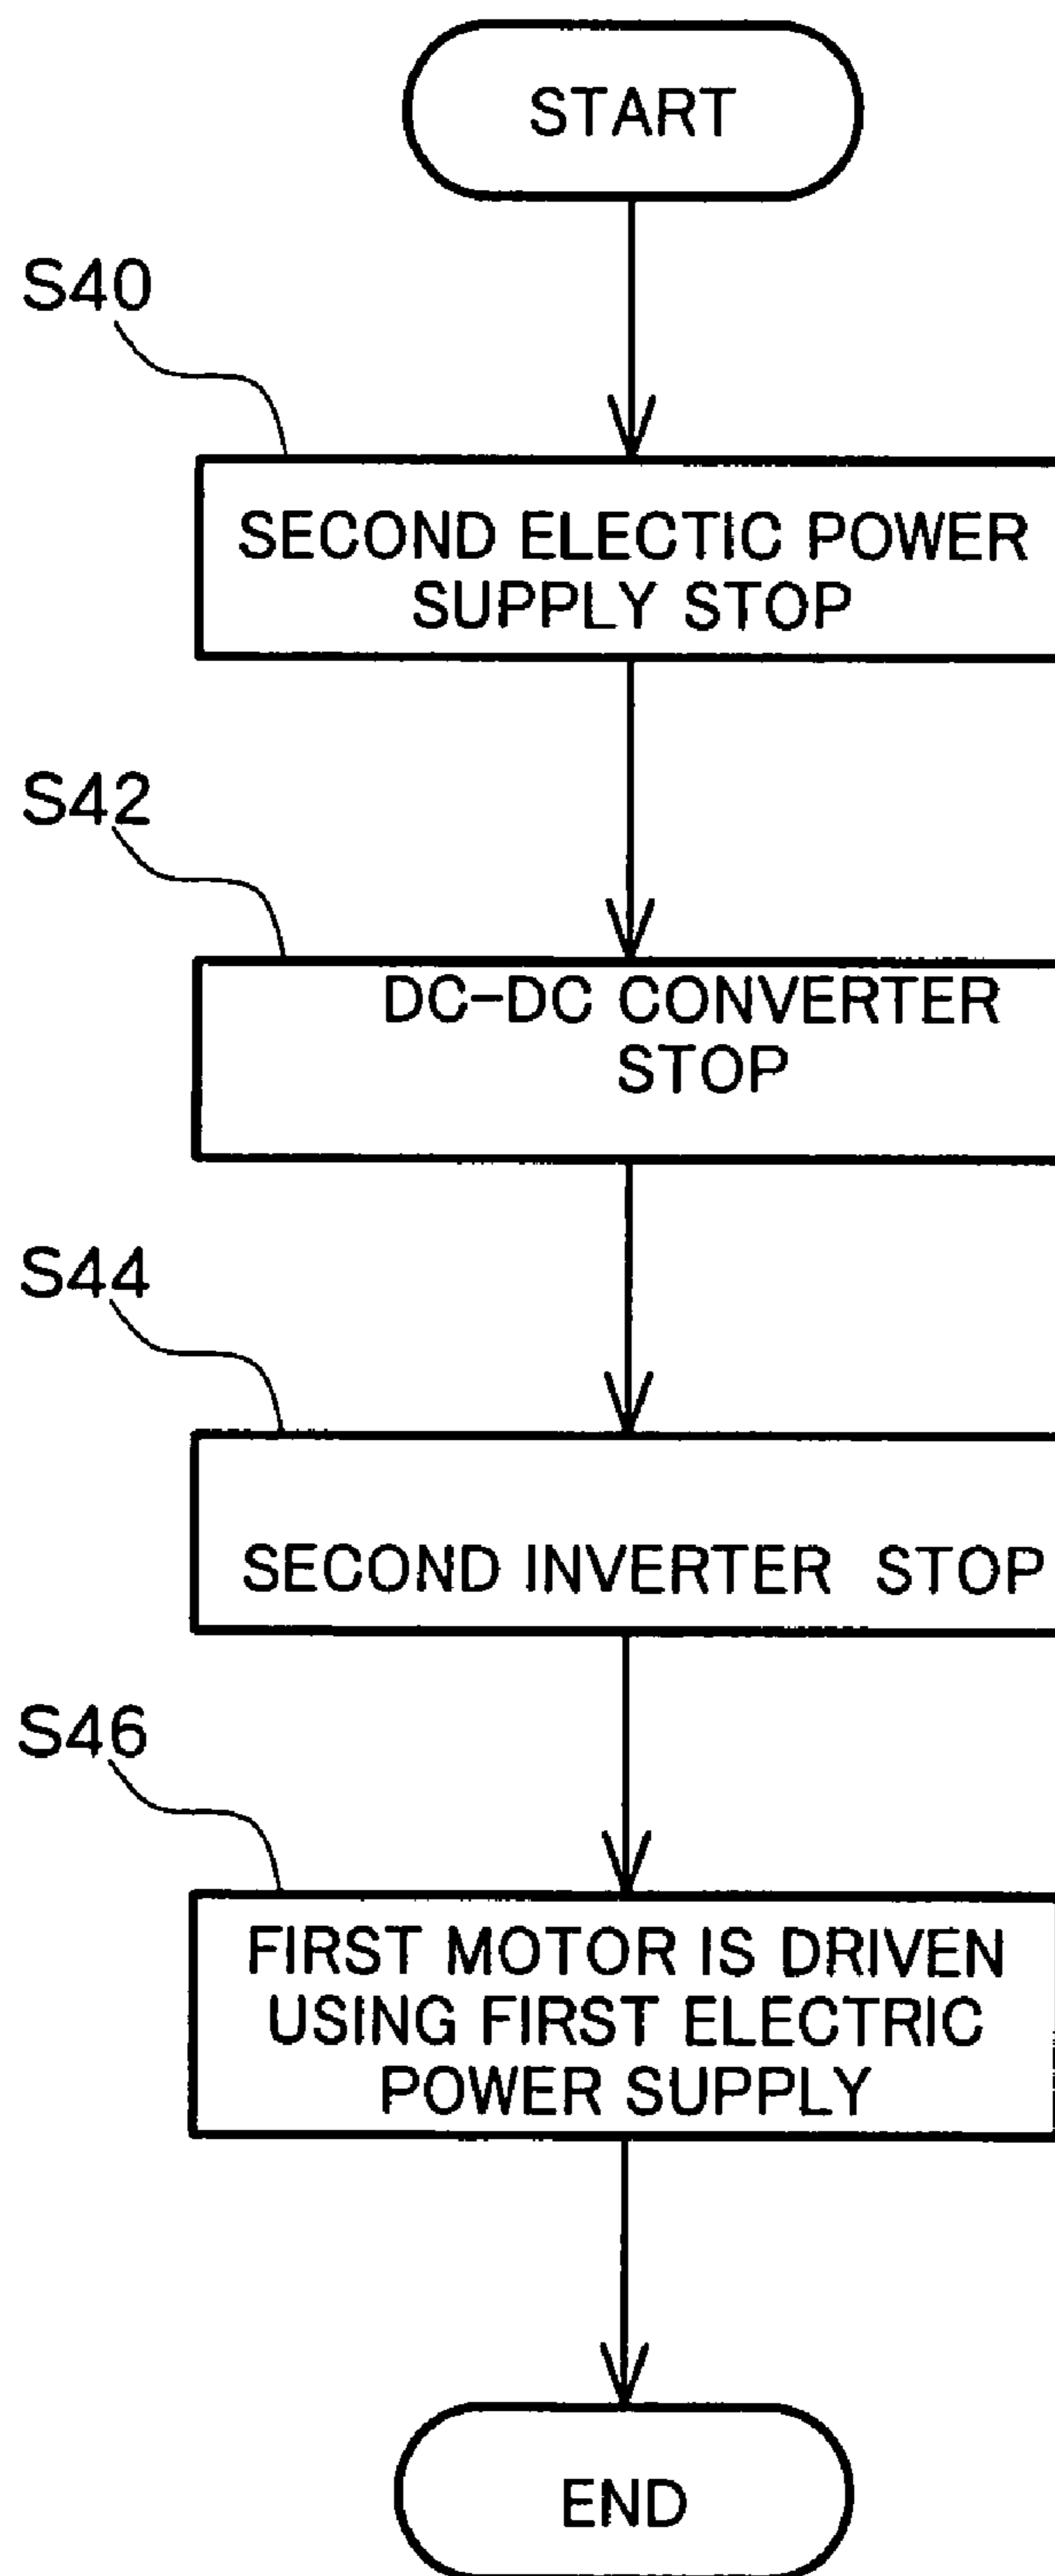 START
S40
SECOND ELECTIC POWER
SUPPLY STOP
S42
DC-DC CONVERTER
STOP
S44
SECOND INVERTER STOP
S46
FIRST MOTOR IS DRIVEN
USING FIRST ELECTRIC
POWER SUPPLY
END